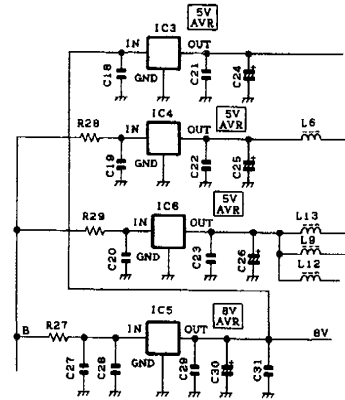 5V
AVR
IC3
IN
OUT
GND
C18
C21
C24
5V
AVR
R28
IC4
L6
IN
OUT
GND
C19
C22
C25
5V
AVR
R29
IC6
L13
IN
OUT
L9
GND
L12
C20
C23
C26
8V
AVR
IC5
B
R27
IN
OUT
8V
GND
C27
C28
C29
C30
C31